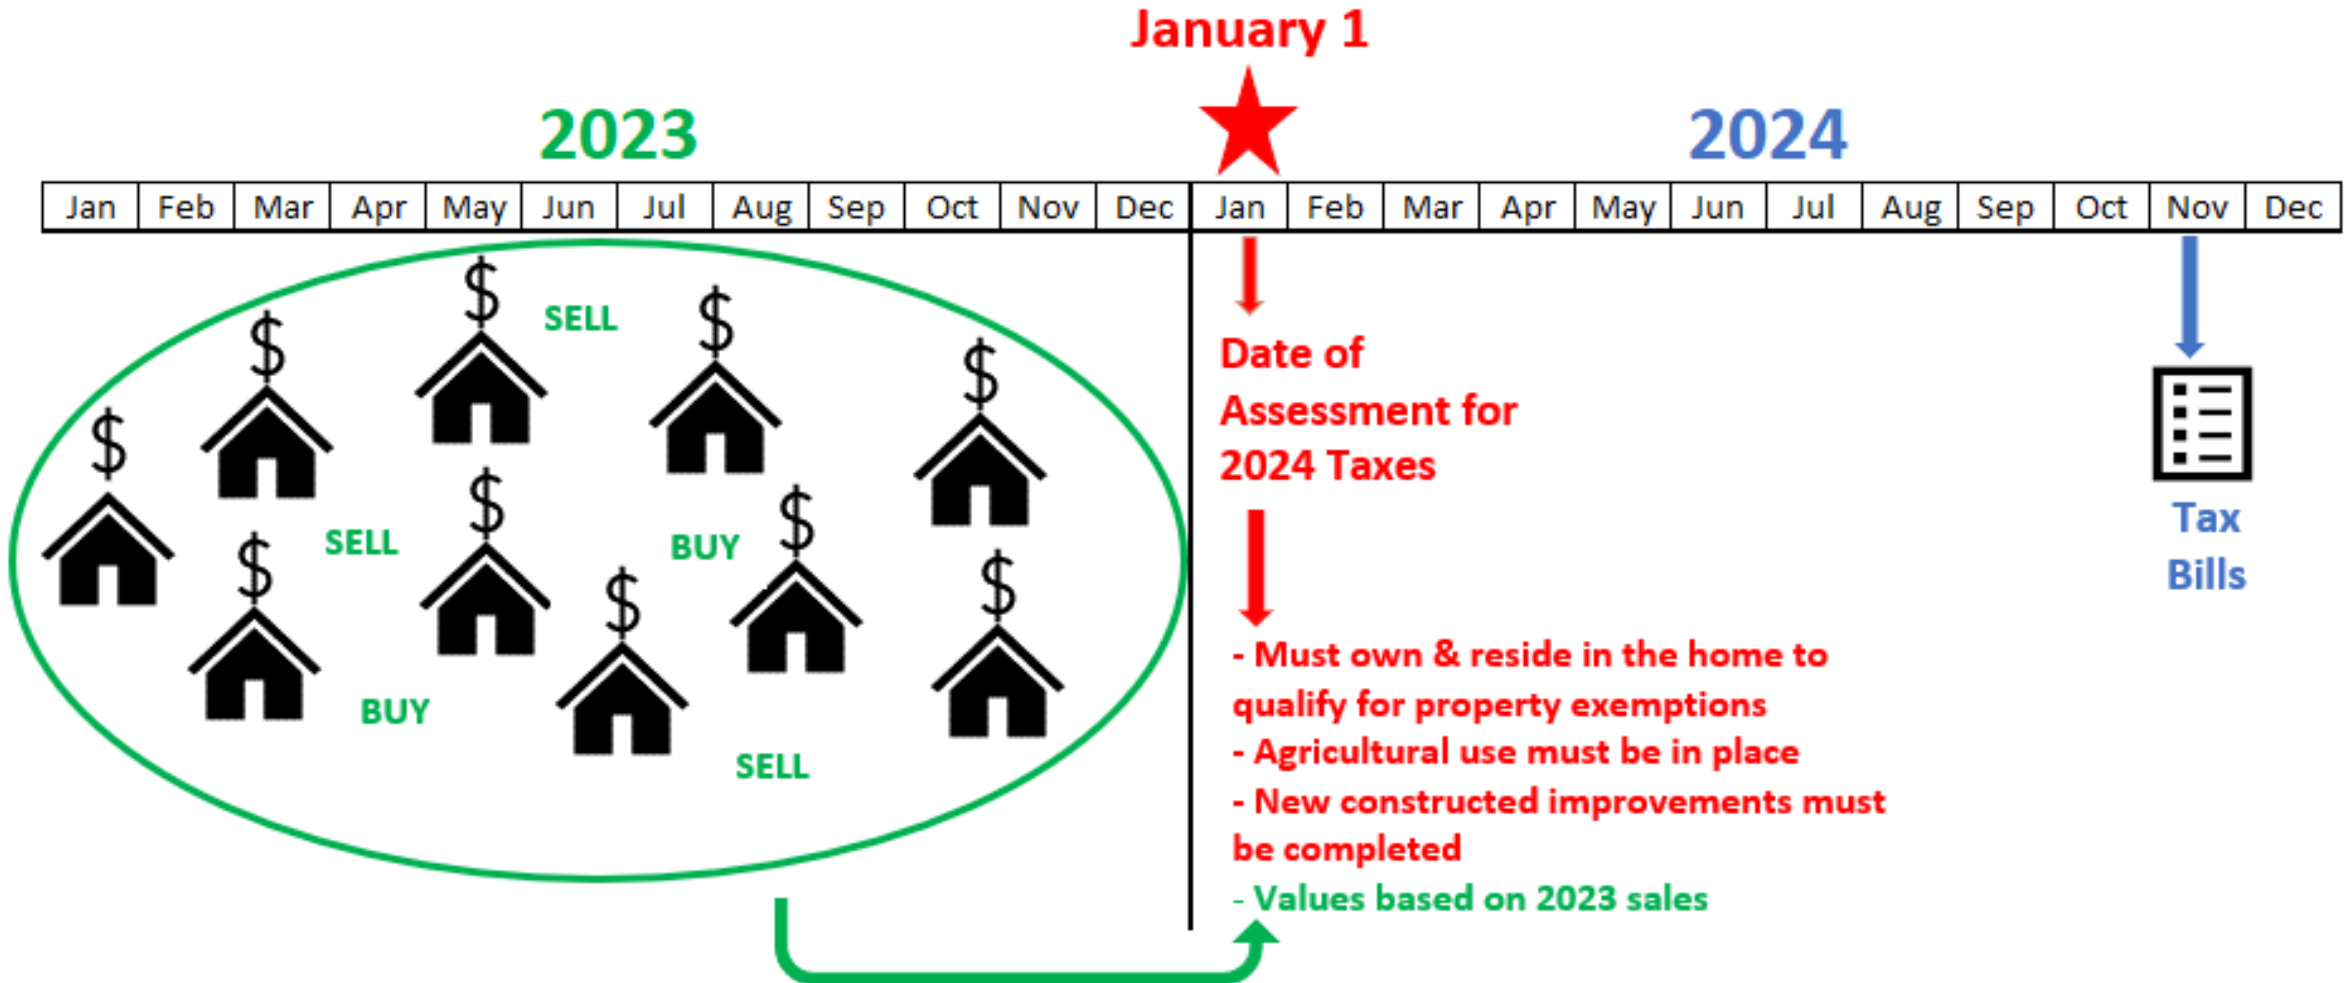 January 1
2023
2024
Jan Feb Mar Apr May Jun Jul Aug Sep Oct Nov Dec Jan Feb Mar Apr May Jun Jul Aug Sep Oct Nov Dec
$
$
$
$
$
$
$
$
$
$
SELL
SELL
BUY
BUY
SELL
Date of
Assessment for
2024 Taxes
- Must own & reside in the home to
qualify for property exemptions
- Agricultural use must be in place
- New constructed improvements must
be completed
- Values based on 2023 sales
Tax
Bills